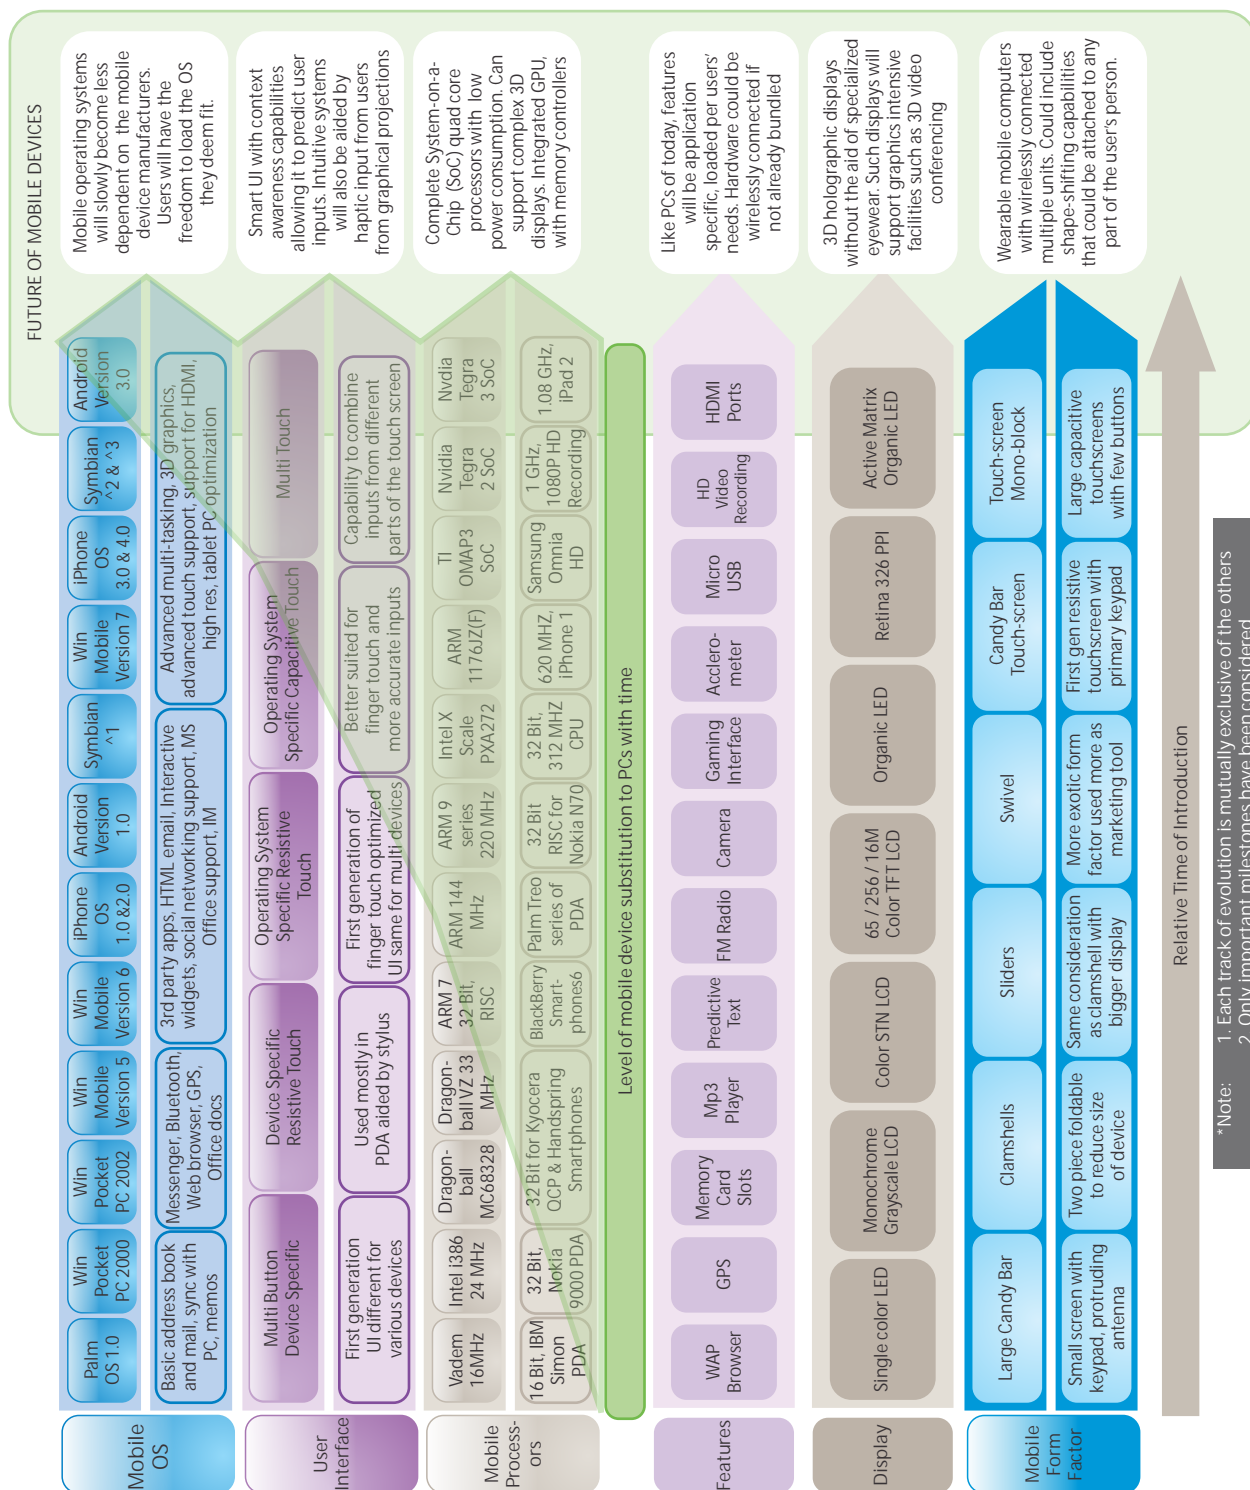 FUTURE OF MOBILE DEVICES
Mobile
OS
Palm
OS 1.0
Win
Pocket
PC 2000
Win
Pocket
PC 2002
Win
Mobile
Version 5
Win
Mobile
Version 6
iPhone
OS
1.0 &2.0
Android
Version
1.0
Symbian
^1
Win
Mobile
Version 7
iPhone
OS
3.0 & 4.0
Symbian
^2 & ^3
Android
Version
3.0
Basic address book
and mail, sync with
PC, memos
Messenger, Bluetooth,
Web browser, GPS,
Office docs
3rd party apps, HTML email, Interactive
widgets, social networking support, MS
Office support, IM
Advanced multi-tasking, 3D graphics,
advanced touch support, support for HDMI,
high res, tablet PC optimization
Mobile operating systems
will slowly become less
dependent on the mobile
device manufacturers.
Users will have the
freedom to load the OS
they deem fit.
User
Interface
Multi Button
Device Specific
Device Specific
Resistive Touch
Operating System
Specific Resistive
Touch
Operating System
Specific Capacitive Touch
Multi Touch
First generation
UI different for
various devices
Used mostly in
PDA aided by stylus
First generation of
finger touch optimized
UI same for multi devices
Better suited for
finger touch and
more accurate inputs
Capability to combine
inputs from different
parts of the touch screen
Smart UI with context
awareness capabilities
allowing it to predict user
inputs. Intuitive systems
will also be aided by
haptic input from users
from graphical projections
Mobile
Process-
ors
Vadem
16MHz
Intel i386
24 MHz
Dragon-
ball
MC68328
Dragon-
ball VZ 33
MHz
ARM 7
32 Bit,
RISC
ARM 144
MHz
ARM 9
series
220 MHz
Intel X
Scale
PXA272
ARM
1176JZ(F)
TI
OMAP3
SoC
Nvidia
Tegra
2 SoC
Nvdia
Tegra
3 SoC
16 Bit, IBM
Simon
PDA
32 Bit,
Nokia
9000 PDA
32 Bit for Kyocera
OCP & Handspring
Smartphones
BlackBerry
Smart-
phones6
Palm Treo
series of
PDA
32 Bit
RISC for
Nokia N70
32 Bit,
312 MHZ
CPU
620 MHZ,
iPhone 1
Samsung
Omnia
HD
1 GHz,
1080P HD
Recording
1.08 GHz,
iPad 2
Complete System-on-a-
Chip (SoC) quad core
processors with low
power consumption. Can
support complex 3D
displays. Integrated GPU,
with memory controllers
Level of mobile device substitution to PCs with time
Features
WAP
Browser
GPS
Memory
Card
Slots
Mp3
Player
Predictive
Text
FM Radio
Camera
Gaming
Interface
Acclero-
meter
Micro
USB
HD
Video
Recording
HDMI
Ports
Like PCs of today, features
will be application
specific, loaded per users'
needs. Hardware could be
wirelessly connected if
not already bundled
Display
Single color LED
Monochrome
Grayscale LCD
Color STN LCD
65 / 256 / 16M
Color TFT LCD
Organic LED
Retina 326 PPI
Active Matrix
Organic LED
3D holographic displays
without the aid of specialized
eyewear. Such displays will
support graphics intensive
facilities such as 3D video
conferencing
Mobile
Form
Factor
Large Candy Bar
Clamshells
Sliders
Swivel
Candy Bar
Touch-screen
Touch-screen
Mono-block
Small screen with
keypad, protruding
antenna
Two piece foldable
to reduce size
of device
Same consideration
as clamshell with
bigger display
More exotic form
factor used more as
marketing tool
First gen resistive
touchscreen with
primary keypad
Large capacitive
touchscreens
with few buttons
Wearable mobile computers
with wirelessly connected
multiple units. Could include
shape-shifting capabilities
that could be attached to any
part of the user's person.
Relative Time of Introduction
*Note: 1. Each track of evolution is mutually exclusive of the others
2. Only important milestones have been considered